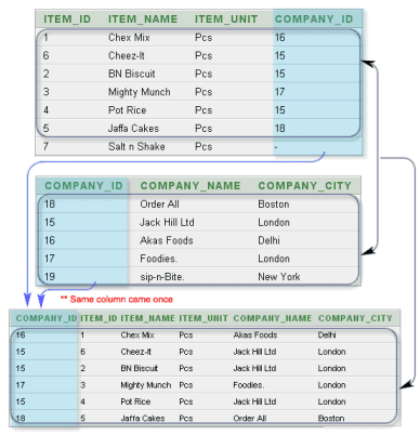 ITEM_ID ITEM_NAME ITEM_UNIT COMPANY_ID
1 Chex Mix Pcs 16
6 Cheez-It Pcs 15
2 BN Biscuit Pcs 15
3 Mighty Munch Pcs 17
4 Pot Rice Pcs 15
5 Jaffa Cakes Pcs 18
7 Salt n Shake Pcs -
COMPANY_ID COMPANY_NAME COMPANY_CITY
18 Order All Boston
15 Jack Hill Ltd London
16 Akas Foods Delhi
17 Foodies. London
19 sip-n-Bite. New York
** Same column came once
COMPANY_ID ITEM_ID ITEM_NAME ITEM_UNIT COMPANY_NAME COMPANY_CITY
16 1 Chex Mix Pcs Akas Foods Delhi
15 6 Cheez-It Pcs Jack Hill Ltd London
15 2 BN Biscuit Pcs Jack Hill Ltd London
17 3 Mighty Munch Pcs Foodies. London
15 4 Pot Rice Pcs Jack Hill Ltd London
18 5 Jaffa Cakes Pcs Order All Boston